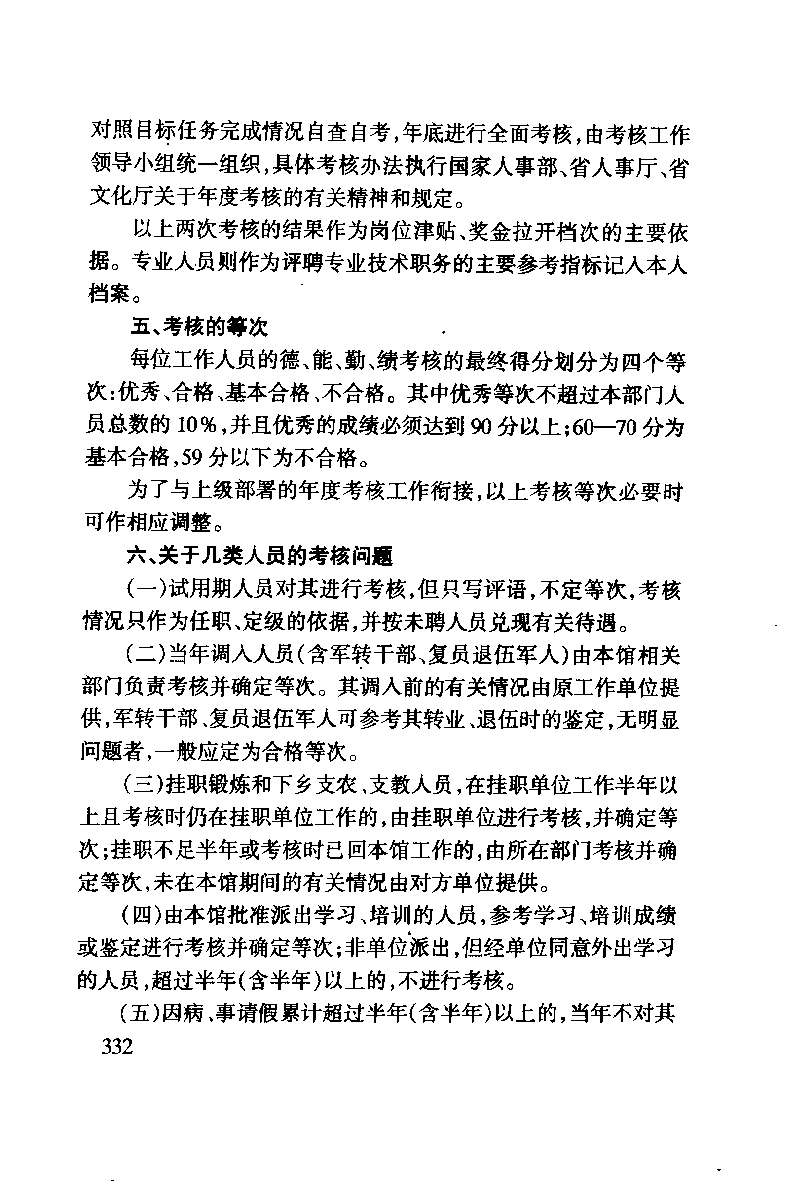 对照目标任务完成情况自查自考,年底进行全面考核,由考核工作
领导小组统一组织,具体考核办法执行国家人事部、省人事厅、省
文化厅关于年度考核的有关精神和规定。
以上两次考核的结果作为岗位津贴、奖金拉开档次的主要依
据。专业人员则作为评聘专业技术职务的主要参考指标记入本人
档案。
五、考核的等次
每位工作人员的德、能、勤、绩考核的最终得分划分为四个等
次:优秀、合格、基本合格、不合格。其中优秀等次不超过本部门人
员总数的 10%,并且优秀的成绩必须达到 90 分以上;60—70 分为
基本合格,59 分以下为不合格。
为了与上级部署的年度考核工作衔接,以上考核等次必要时
可作相应调整。
六、关于几类人员的考核问题
(一)试用期人员对其进行考核,但只写评语,不定等次,考核
情况只作为任职、定级的依据,并按未聘人员兑现有关待遇。
(二)当年调入人员(含军转干部、复员退伍军人)由本馆相关
部门负责考核并确定等次。其调入前的有关情况由原工作单位提
供,军转干部、复员退伍军人可参考其转业、退伍时的鉴定,无明显
问题者,一般应定为合格等次。
(三)挂职锻炼和下乡支农、支教人员,在挂职单位工作半年以
上且考核时仍在挂职单位工作的,由挂职单位进行考核,并确定等
次;挂职不足半年或考核时已回本馆工作的,由所在部门考核并确
定等次,未在本馆期间的有关情况由对方单位提供。
(四)由本馆批准派出学习、培训的人员,参考学习、培训成绩
或鉴定进行考核并确定等次;非单位派出,但经单位同意外出学习
的人员,超过半年(含半年)以上的,不进行考核。
(五)因病、事请假累计超过半年(含半年)以上的,当年不对其
332